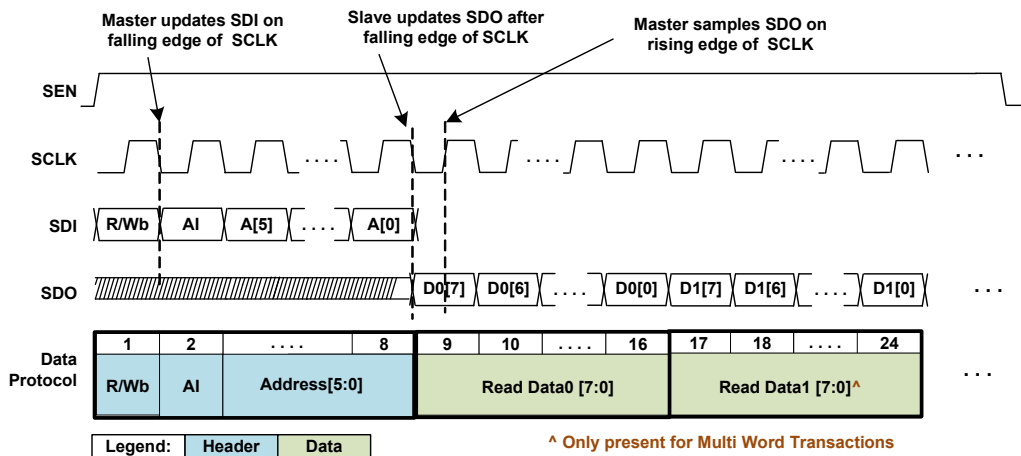 Master updates SDI on
falling edge of SCLK
Slave updates SDO after
falling edge of SCLK
Master samples SDO on
rising edge of SCLK
SEN
SCLK
. . . .
. . . .
. . . .
. . .
SDI
R/Wb
AI
A[5]
. . . .
A[0]
SDO
D0[7]
D0[6]
. . . .
D0[0]
D1[7]
D1[6]
. . . .
D1[0]
. . .
Data
Protocol
1
2
. . . .
8
9
10
. . . .
16
17
18
. . . .
24
R/Wb
AI
Address[5:0]
Read Data0 [7:0]
Read Data1 [7:0]^
. . .
Legend:
Header
Data
^ Only present for Multi Word Transactions